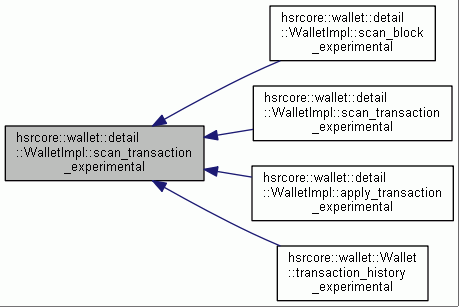 hsrcore::wallet::detail
::WalletImpl::scan_block
_experimental
hsrcore::wallet::detail
::WalletImpl::scan_transaction
_experimental
hsrcore::wallet::detail
::WalletImpl::scan_transaction
_experimental
hsrcore::wallet::detail
::WalletImpl::apply_transaction
_experimental
hsrcore::wallet::Wallet
::transaction_history
_experimental